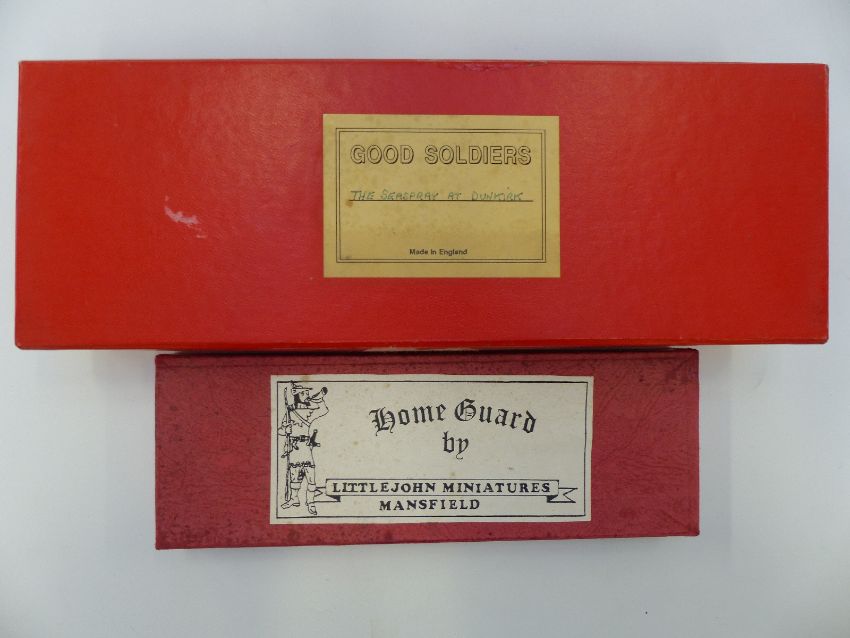 GOOD SOLDIERS
THE SEASPRAY AT DUNKIRK
Made in England
Home Guard
by
LITTLEJOHN MINIATURES
MANSFIELD